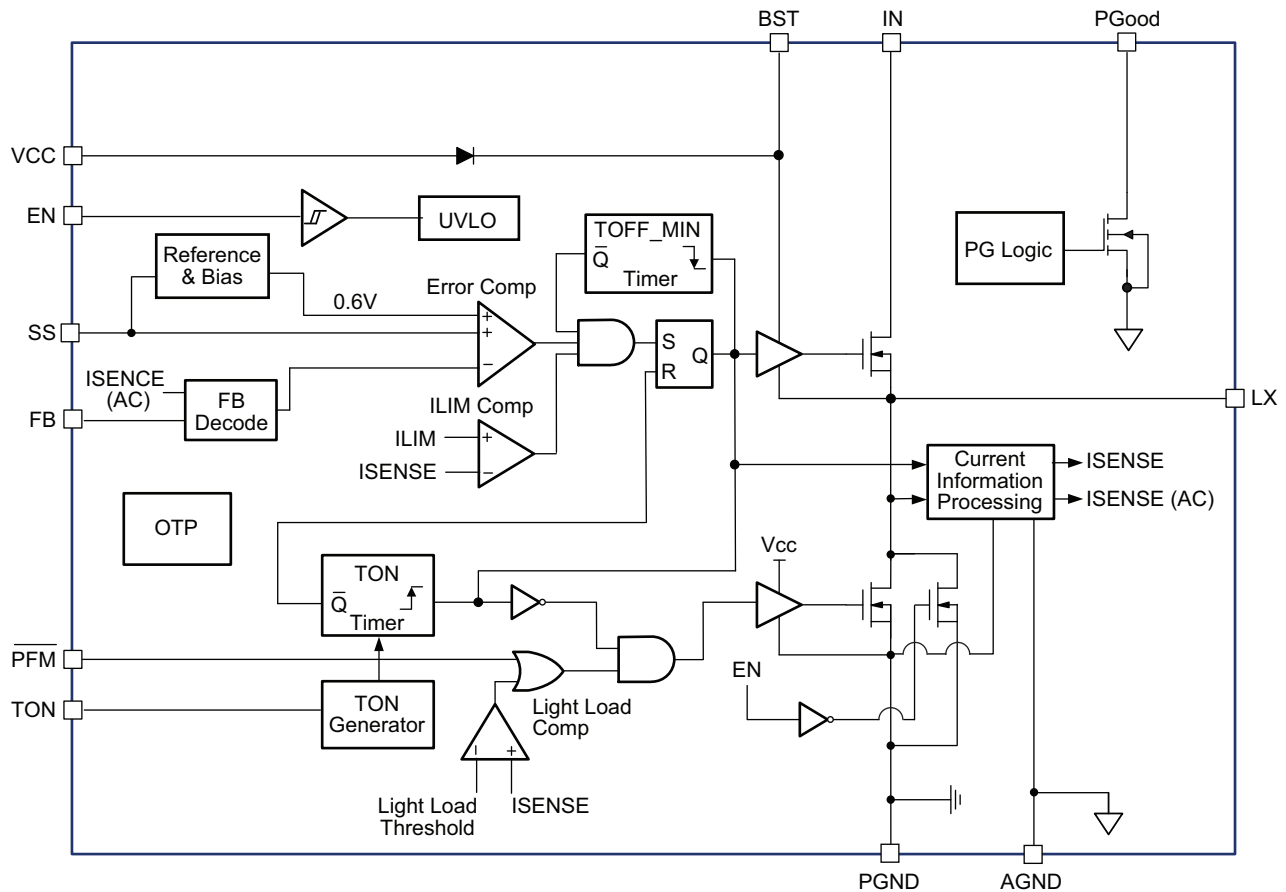 BST
IN
PGood
VCC
EN
UVLO
TOFF_MIN
Q
Timer
PG Logic
Reference
& Bias
0.6V
Error Comp
+
+
−
SS
S
R
Q
ISENCE
(AC)
FB
Decode
FB
ILIM Comp
ILIM
+
ISENSE
−
LX
Current
Information
Processing
ISENSE
ISENSE (AC)
OTP
Vcc
TON
Q
Timer
PFM
EN
TON
TON
Generator
Light Load
Comp
−
+
Light Load
Threshold
ISENSE
PGND
AGND